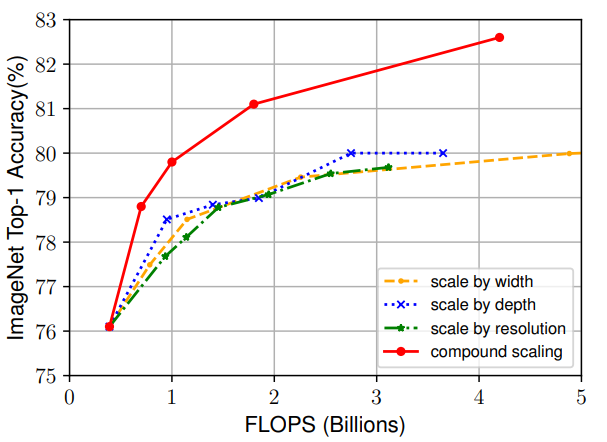 83
82
81
80
79
78
77
76
75
ImageNet Top-1 Accuracy(%)
scale by width
scale by depth
scale by resolution
compound scaling
0 1 2 3 4 5
FLOPS (Billions)